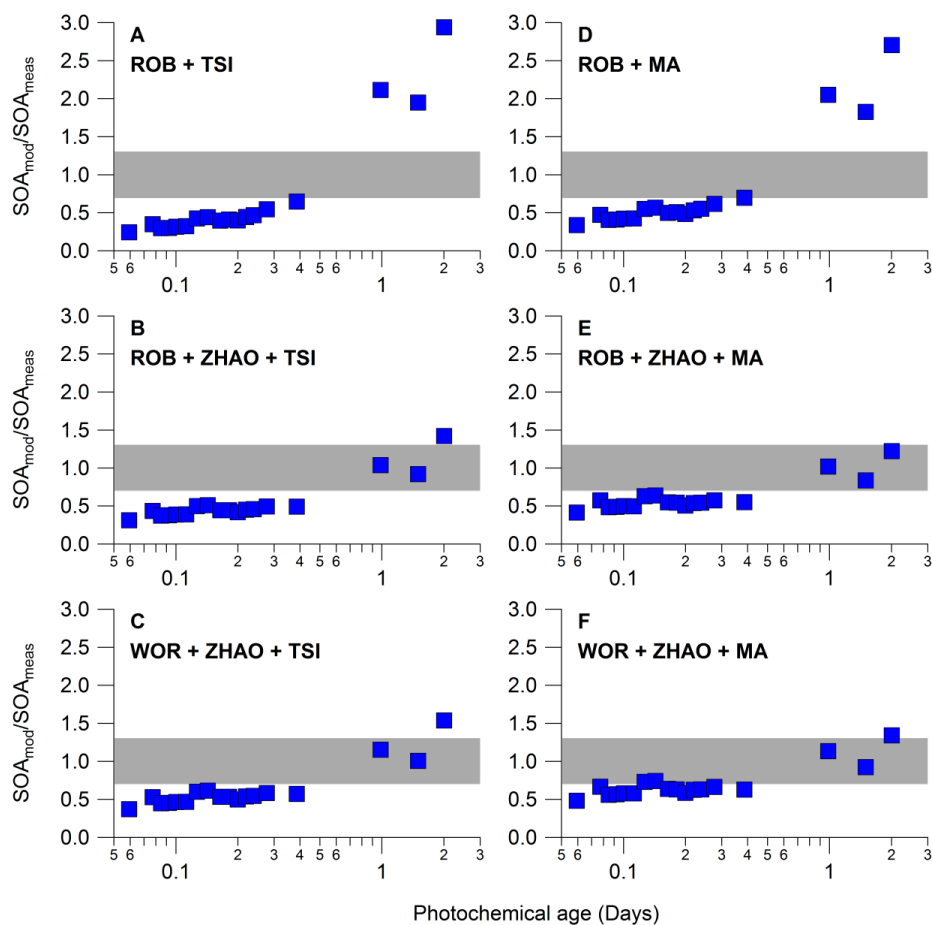 A
ROB + TSI
SOAmod/SOAmeas
3.0
2.5
2.0
1.5
1.0
0.5
0.0
5 6 0.1 2 3 4 5 6 1 2 3
D
ROB + MA
3.0
2.5
2.0
1.5
1.0
0.5
0.0
5 6 0.1 2 3 4 5 6 1 2 3
B
ROB + ZHAO + TSI
SOAmod/SOAmeas
3.0
2.5
2.0
1.5
1.0
0.5
0.0
5 6 0.1 2 3 4 5 6 1 2 3
E
ROB + ZHAO + MA
3.0
2.5
2.0
1.5
1.0
0.5
0.0
5 6 0.1 2 3 4 5 6 1 2 3
C
WOR + ZHAO + TSI
SOAmod/SOAmeas
3.0
2.5
2.0
1.5
1.0
0.5
0.0
5 6 0.1 2 3 4 5 6 1 2 3
F
WOR + ZHAO + MA
3.0
2.5
2.0
1.5
1.0
0.5
0.0
5 6 0.1 2 3 4 5 6 1 2 3
Photochemical age (Days)